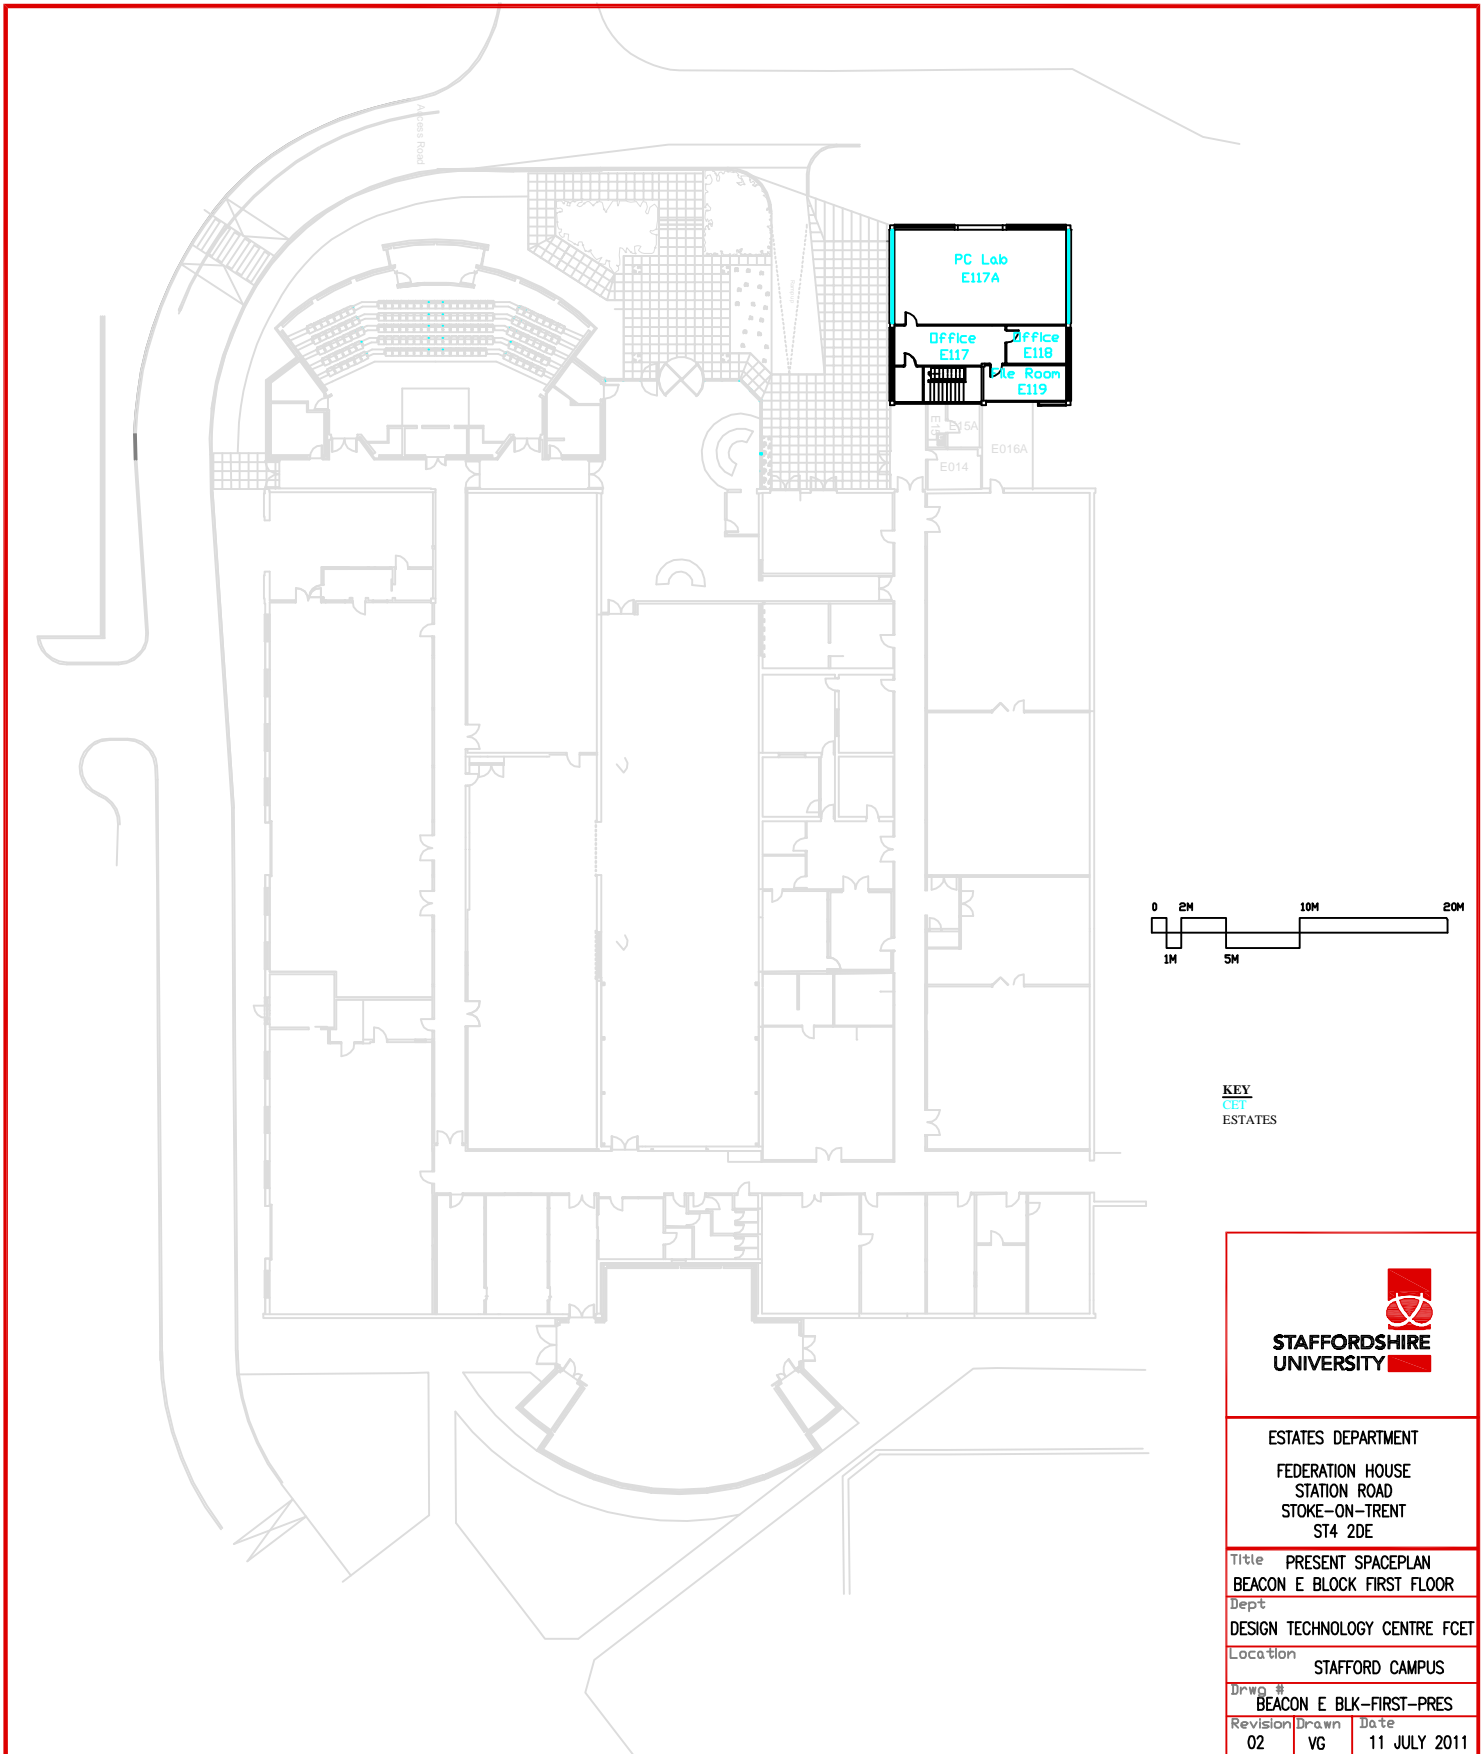 Access Road
PC Lab
E117A
Office
E117
Office
E118
File Room
E119
E15A
E016A
E014
0 2M 10M 20M
1M 5M
KEY
CET
ESTATES
STAFFORDSHIRE
UNIVERSITY
ESTATES DEPARTMENT
FEDERATION HOUSE
STATION ROAD
STOKE-ON-TRENT
ST4 2DE
Title PRESENT SPACEPLAN
BEACON E BLOCK FIRST FLOOR
Dept
DESIGN TECHNOLOGY CENTRE FCET
Location
STAFFORD CAMPUS
Drwg #
BEACON E BLK-FIRST-PRES
Revision Drawn Date
02 VG 11 JULY 2011